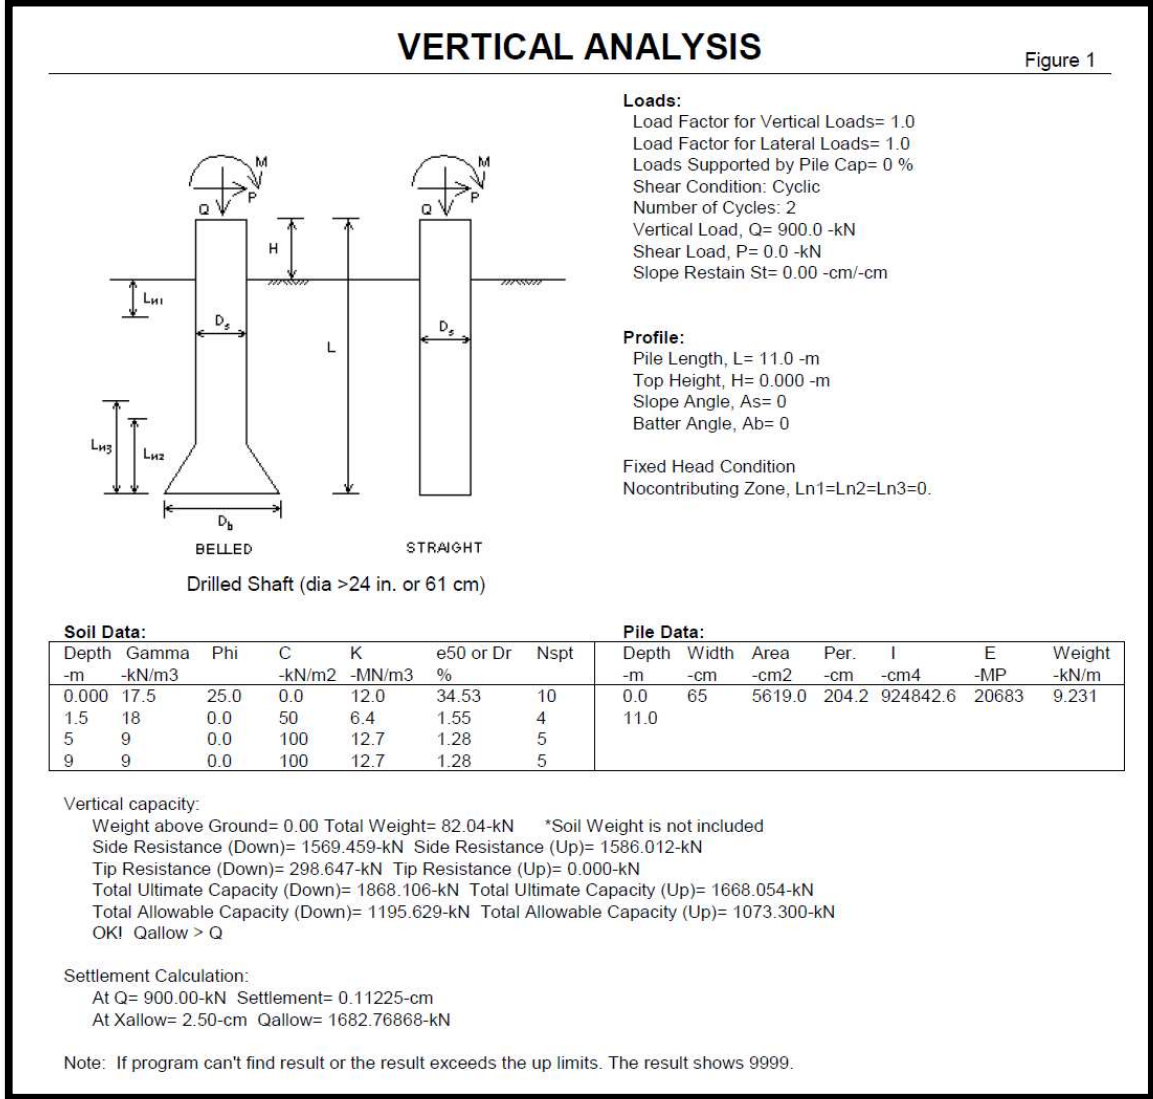 VERTICAL ANALYSIS
Figure 1
M
P
Q
H
LN1
Ds
L
LN3
LN2
Db
BELLED
M
P
Q
Ds
STRAIGHT
Drilled Shaft (dia >24 in. or 61 cm)
Loads:
Load Factor for Vertical Loads= 1.0
Load Factor for Lateral Loads= 1.0
Loads Supported by Pile Cap= 0 %
Shear Condition: Cyclic
Number of Cycles: 2
Vertical Load, Q= 900.0 -kN
Shear Load, P= 0.0 -kN
Slope Restain St= 0.00 -cm/-cm
Profile:
Pile Length, L= 11.0 -m
Top Height, H= 0.000 -m
Slope Angle, As= 0
Batter Angle, Ab= 0
Fixed Head Condition
Nocontributing Zone, Ln1=Ln2=Ln3=0.
Soil Data:
Depth Gamma Phi C K e50 or Dr Nspt
-m -kN/m3 -kN/m2 -MN/m3 %
0.000 17.5 25.0 0.0 12.0 34.53 10
1.5 18 0.0 50 6.4 1.55 4
5 9 0.0 100 12.7 1.28 5
9 9 0.0 100 12.7 1.28 5
Pile Data:
Depth Width Area Per. I E Weight
-m -cm -cm2 -cm -cm4 -MP -kN/m
0.0 65 5619.0 204.2 924842.6 20683 9.231
11.0
Vertical capacity:
Weight above Ground= 0.00 Total Weight= 82.04-kN *Soil Weight is not included
Side Resistance (Down)= 1569.459-kN Side Resistance (Up)= 1586.012-kN
Tip Resistance (Down)= 298.647-kN Tip Resistance (Up)= 0.000-kN
Total Ultimate Capacity (Down)= 1868.106-kN Total Ultimate Capacity (Up)= 1668.054-kN
Total Allowable Capacity (Down)= 1195.629-kN Total Allowable Capacity (Up)= 1073.300-kN
OK! Qallow > Q
Settlement Calculation:
At Q= 900.00-kN Settlement= 0.11225-cm
At Xallow= 2.50-cm Qallow= 1682.76868-kN
Note: If program can't find result or the result exceeds the up limits. The result shows 9999.